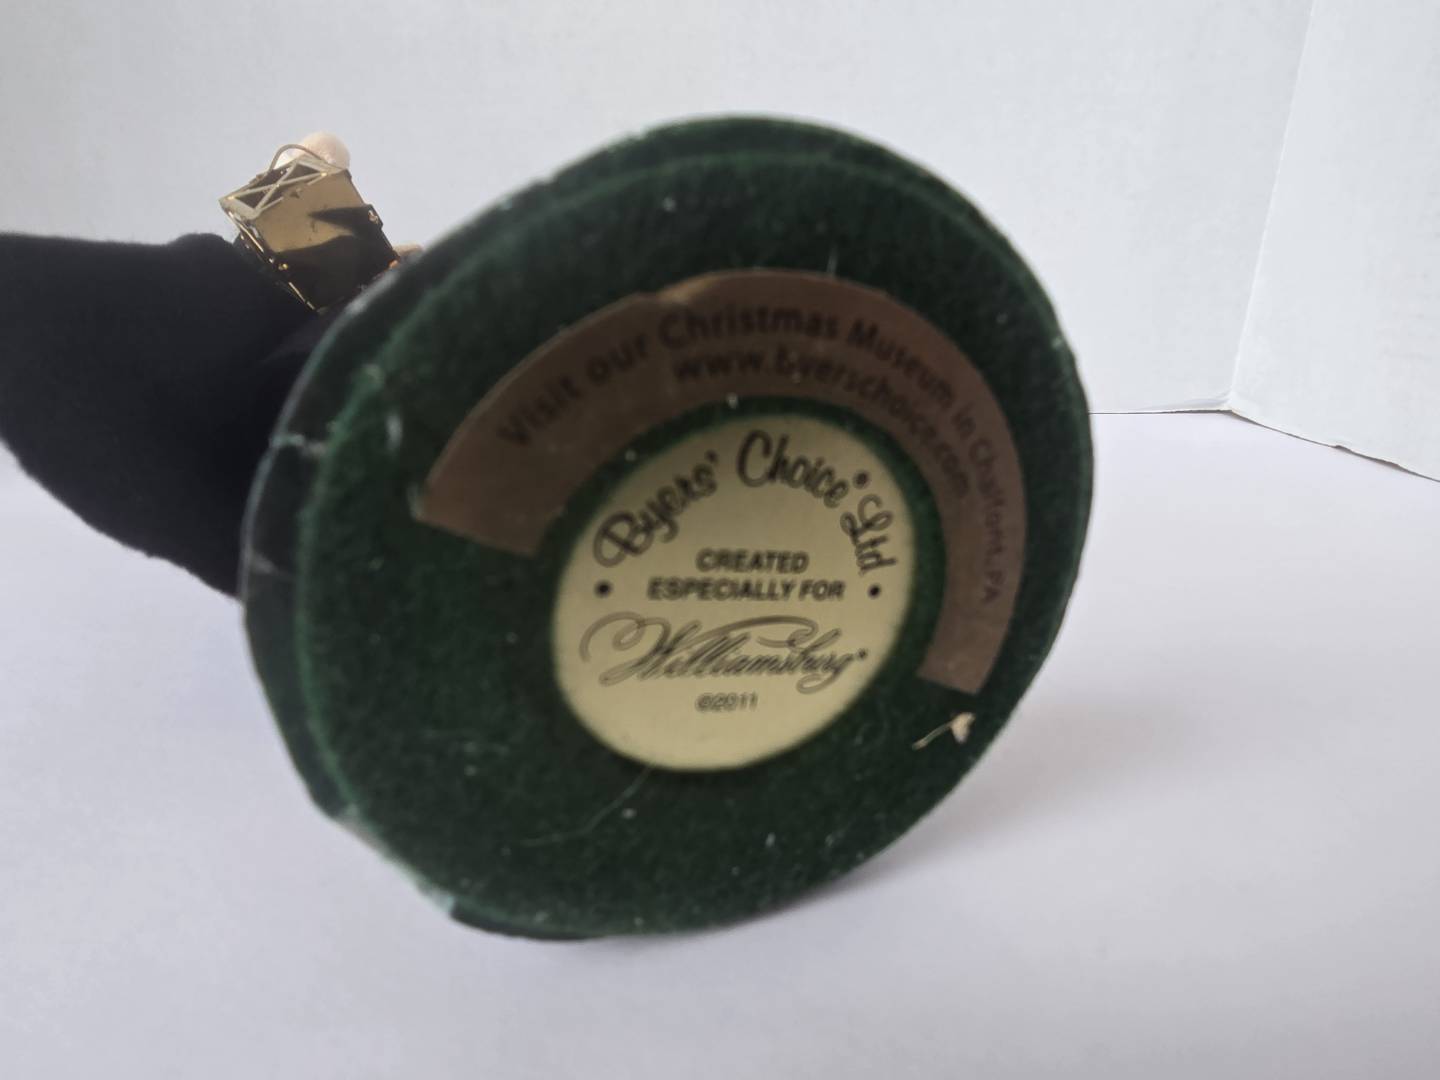 Visit our Christmas Museum in Chalfont, PA
www.byerschoice.com
Byers' Choice® Ltd
CREATED
• ESPECIALLY FOR •
Williamsburg®
©2011